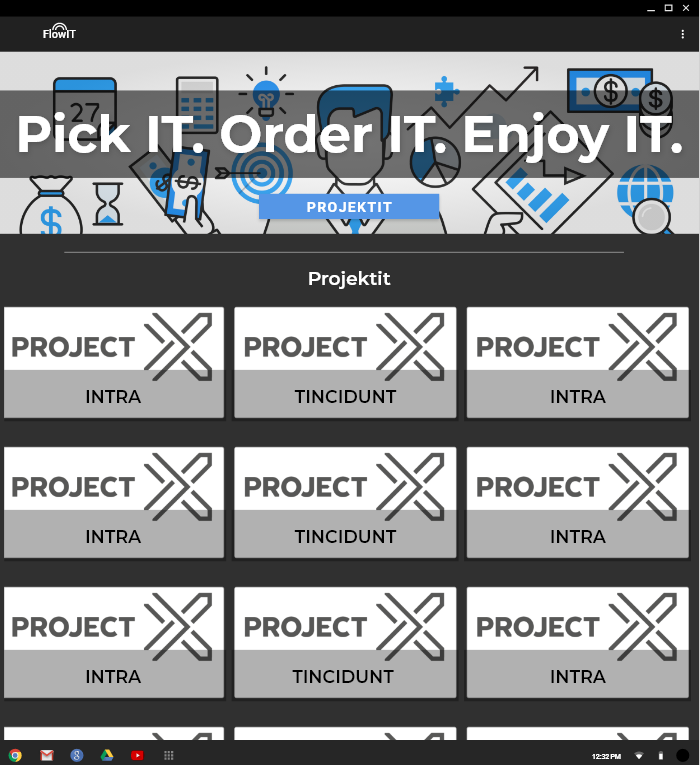 FlowIT
27
$
$
Pick IT. Order IT. Enjoy IT.
$ $
$
PROJEKTIT
Projektit
PROJECT X PROJECT X PROJECT X
INTRA TINCIDUNT INTRA
PROJECT X PROJECT X PROJECT X
INTRA TINCIDUNT INTRA
PROJECT X PROJECT X PROJECT X
INTRA TINCIDUNT INTRA
12:32 PM